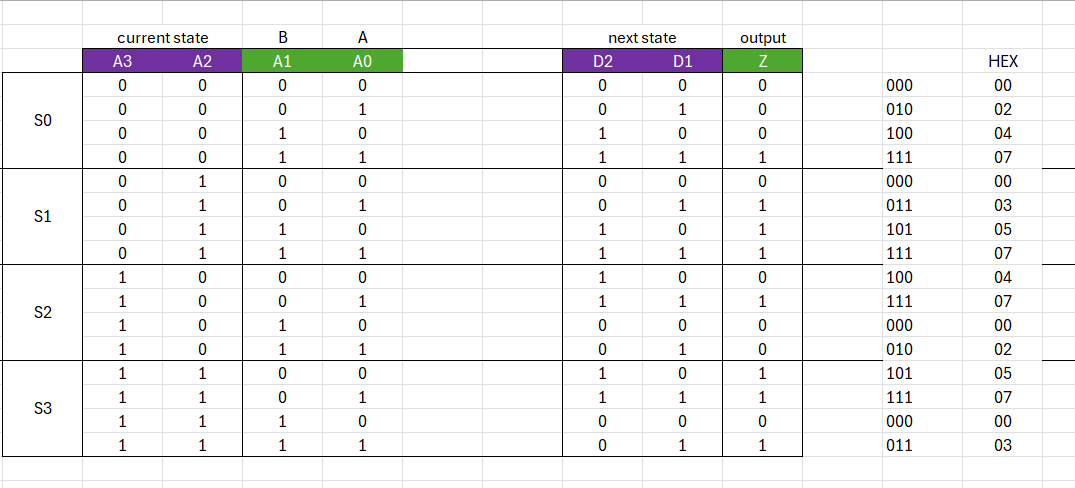 current state B A next state output
A3 A2 A1 A0 D2 D1 Z HEX
0 0 0 0 0 0 0 000 00
0 0 0 1 0 1 0 010 02
S0
0 0 1 0 1 0 0 100 04
0 0 1 1 1 1 1 111 07
0 1 0 0 0 0 0 000 00
0 1 0 1 0 1 1 011 03
S1
0 1 1 0 1 0 1 101 05
0 1 1 1 1 1 1 111 07
1 0 0 0 1 0 0 100 04
1 0 0 1 1 1 1 111 07
S2
1 0 1 0 0 0 0 000 00
1 0 1 1 0 1 0 010 02
1 1 0 0 1 0 1 101 05
1 1 0 1 1 1 1 111 07
S3
1 1 1 0 0 0 0 000 00
1 1 1 1 0 1 1 011 03